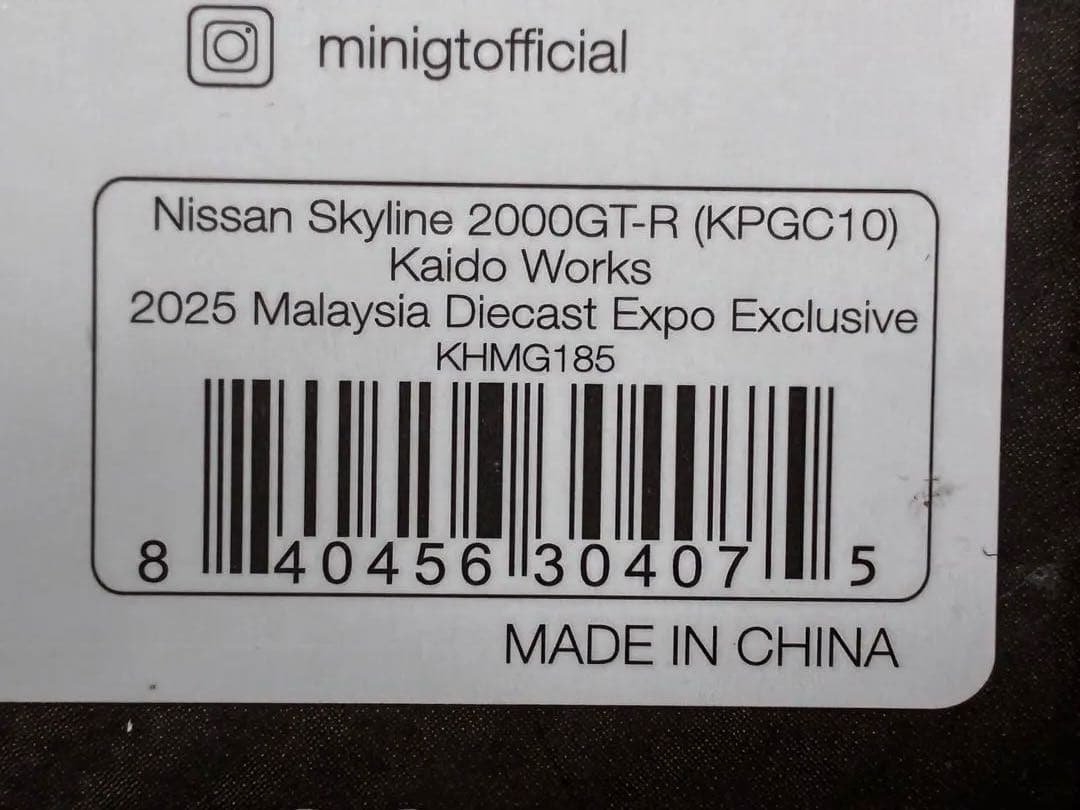 minigtofficial
Nissan Skyline 2000GT-R (KPGC10)
Kaido Works
2025 Malaysia Diecast Expo Exclusive
KHMG185
8 40456 30407 5
MADE IN CHINA